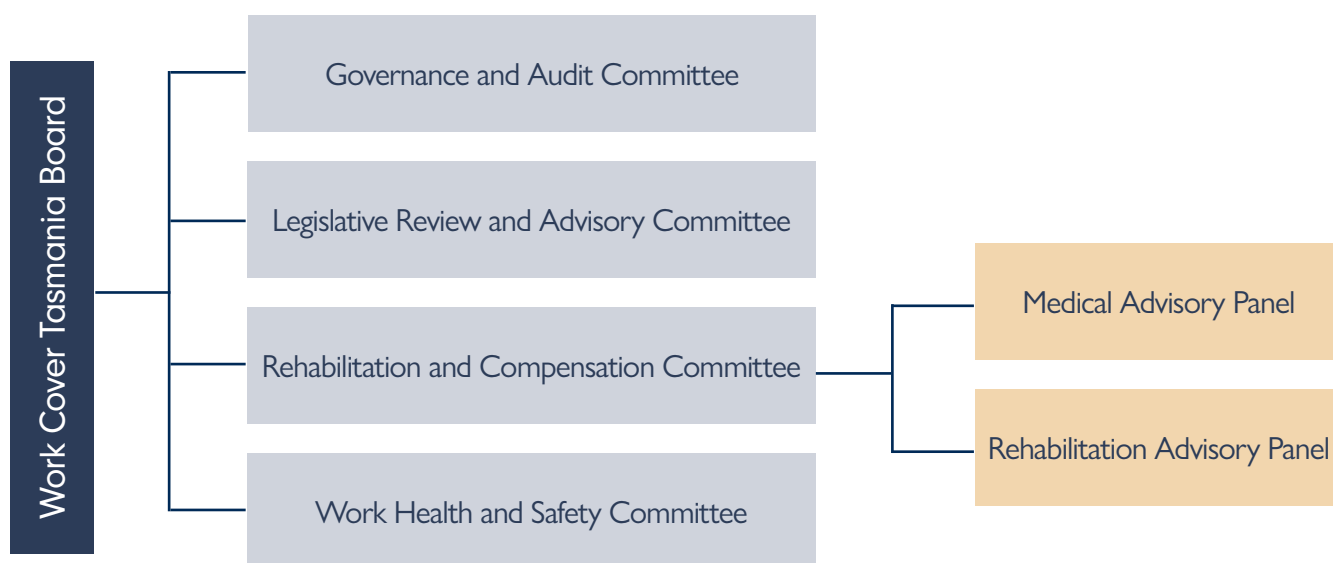 Work Cover Tasmania Board
Governance and Audit Committee
Legislative Review and Advisory Committee
Rehabilitation and Compensation Committee
Work Health and Safety Committee
Medical Advisory Panel
Rehabilitation Advisory Panel